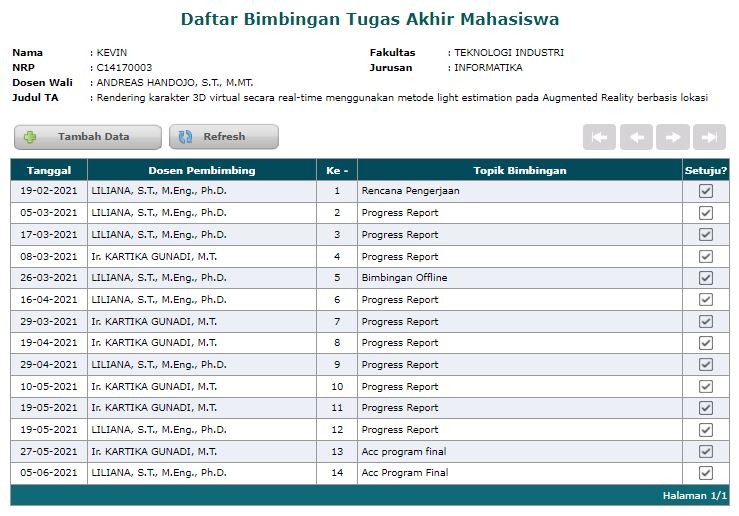 Daftar Bimbingan Tugas Akhir Mahasiswa
Nama : KEVIN Fakultas : TEKNOLOGI INDUSTRI
NRP : C14170003 Jurusan : INFORMATIKA
Dosen Wali : ANDREAS HANDOJO, S.T., M.MT.
Judul TA : Rendering karakter 3D virtual secara real-time menggunakan metode light estimation pada Augmented Reality berbasis lokasi
Tambah Data Refresh
Tanggal Dosen Pembimbing Ke - Topik Bimbingan Setuju?
19-02-2021 LILIANA, S.T., M.Eng., Ph.D. 1 Rencana Pengerjaan
05-03-2021 LILIANA, S.T., M.Eng., Ph.D. 2 Progress Report
17-03-2021 LILIANA, S.T., M.Eng., Ph.D. 3 Progress Report
08-03-2021 Ir. KARTIKA GUNADI, M.T. 4 Progress Report
26-03-2021 LILIANA, S.T., M.Eng., Ph.D. 5 Bimbingan Offline
16-04-2021 LILIANA, S.T., M.Eng., Ph.D. 6 Progress Report
29-03-2021 Ir. KARTIKA GUNADI, M.T. 7 Progress Report
19-04-2021 Ir. KARTIKA GUNADI, M.T. 8 Progress Report
29-04-2021 LILIANA, S.T., M.Eng., Ph.D. 9 Progress Report
10-05-2021 Ir. KARTIKA GUNADI, M.T. 10 Progress Report
19-05-2021 Ir. KARTIKA GUNADI, M.T. 11 Progress Report
19-05-2021 LILIANA, S.T., M.Eng., Ph.D. 12 Progress Report
27-05-2021 Ir. KARTIKA GUNADI, M.T. 13 Acc program final
05-06-2021 LILIANA, S.T., M.Eng., Ph.D. 14 Acc Program Final
Halaman 1/1